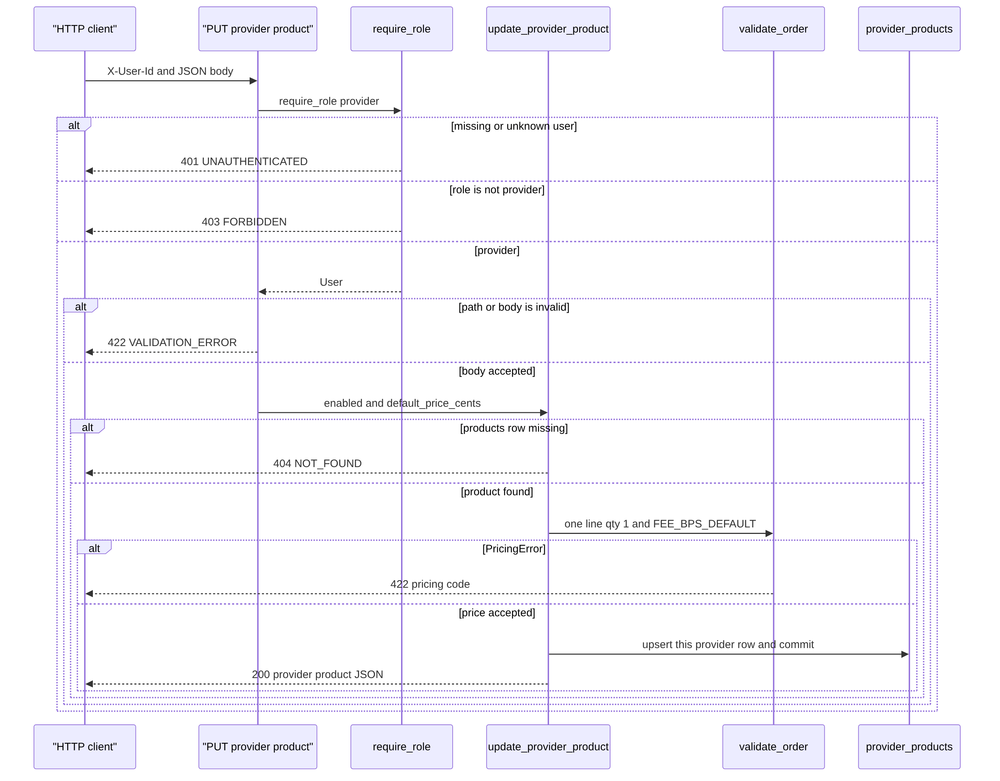 "HTTP client"
"PUT provider product"
require_role
update_provider_product
validate_order
provider_products
X-User-Id and JSON body
require_role provider
alt
[missing or unknown user]
401 UNAUTHENTICATED
[role is not provider]
403 FORBIDDEN
[provider]
User
alt
[path or body is invalid]
422 VALIDATION_ERROR
[body accepted]
enabled and default_price_cents
alt
[products row missing]
404 NOT_FOUND
[product found]
one line qty 1 and FEE_BPS_DEFAULT
alt
[PricingError]
422 pricing code
[price accepted]
upsert this provider row and commit
200 provider product JSON
"HTTP client"
"PUT provider product"
require_role
update_provider_product
validate_order
provider_products